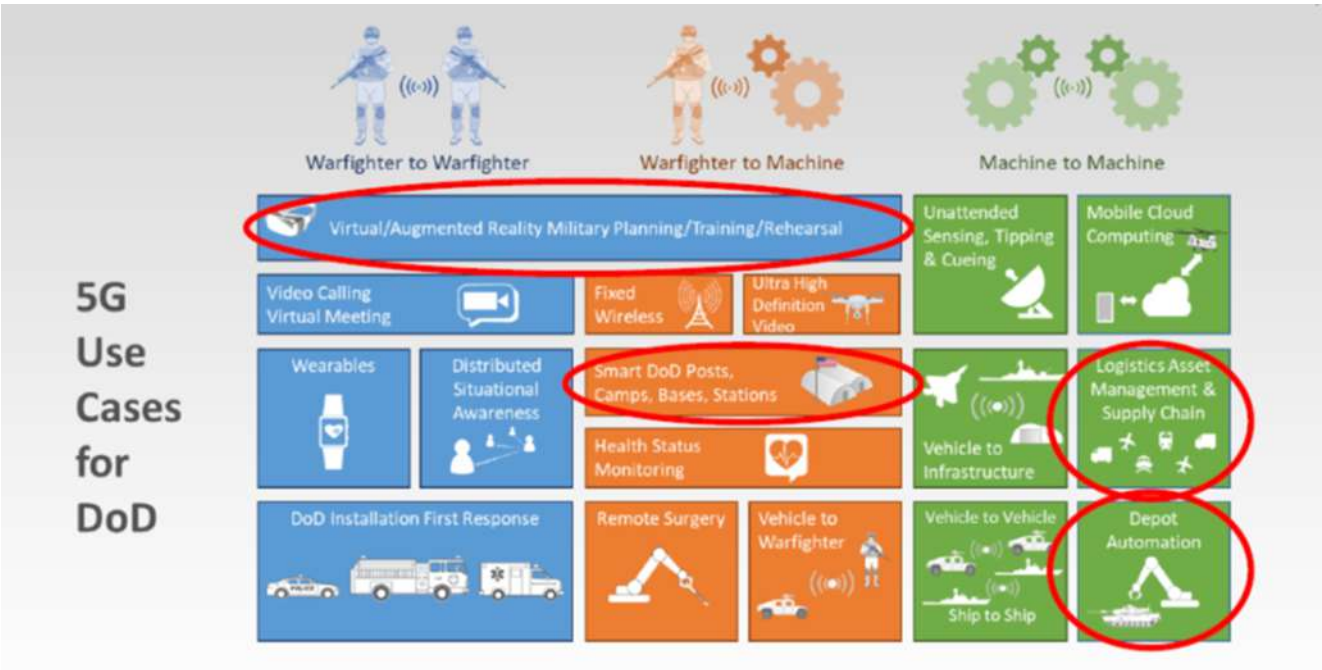 5G
Use
Cases
for
DoD
Warfighter to Warfighter
Warfighter to Machine
Machine to Machine
Virtual/Augmented Reality Military Planning/Training/Rehearsal
Unattended
Sensing, Tipping
& Cueing
Mobile Cloud
Computing
Video Calling
Virtual Meeting
Fixed
Wireless
Ultra High
Definition
Video
Wearables
Distributed
Situational
Awareness
Smart DoD Posts,
Camps, Bases, Stations
Health Status
Monitoring
Vehicle to
Infrastructure
Logistics Asset
Management &
Supply Chain
DoD Installation First Response
POLICE
Remote Surgery
Vehicle to
Warfighter
Vehicle to Vehicle
Ship to Ship
Depot
Automation